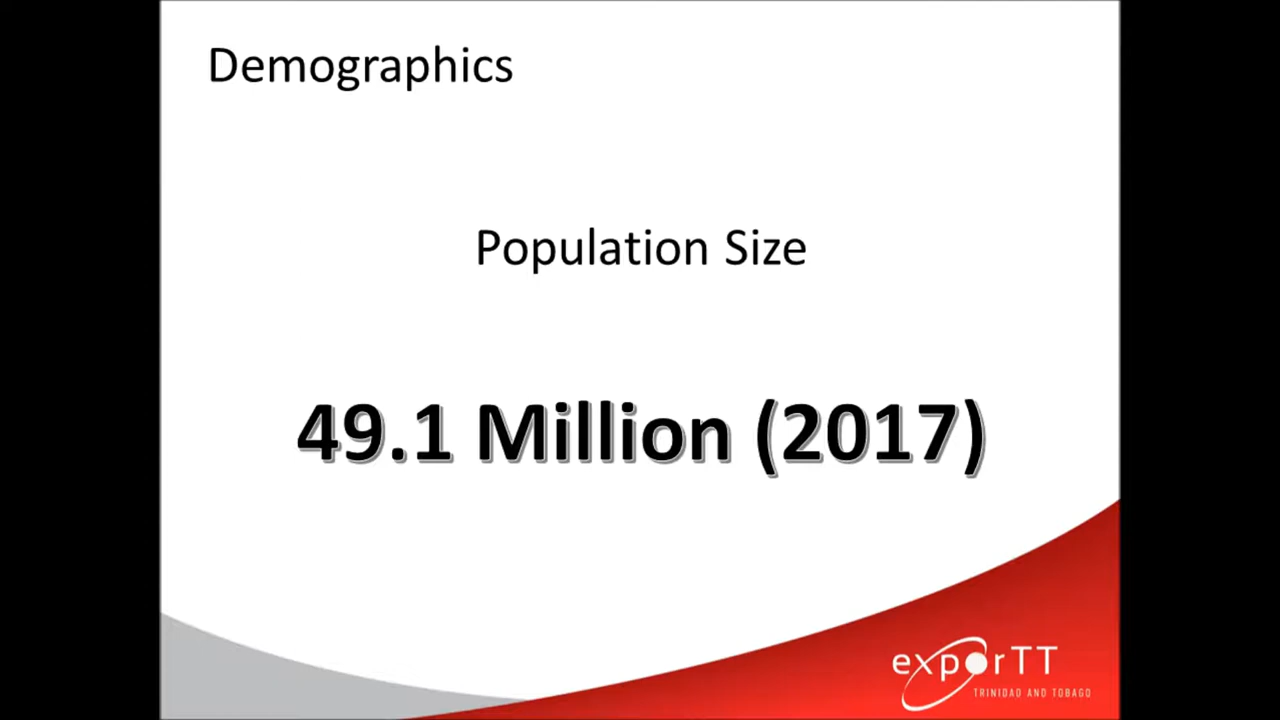 Demographics
Population Size
49.1 Million (2017)
exporTT
TRINIDAD AND TOBAGO